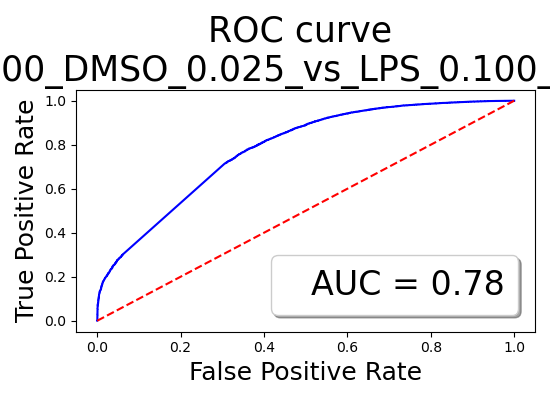 ROC curve
00_DMSO_0.025_vs_LPS_0.100_
True Positive Rate
1.0
0.8
0.6
0.4
0.2
0.0
AUC = 0.78
0.0 0.2 0.4 0.6 0.8 1.0
False Positive Rate